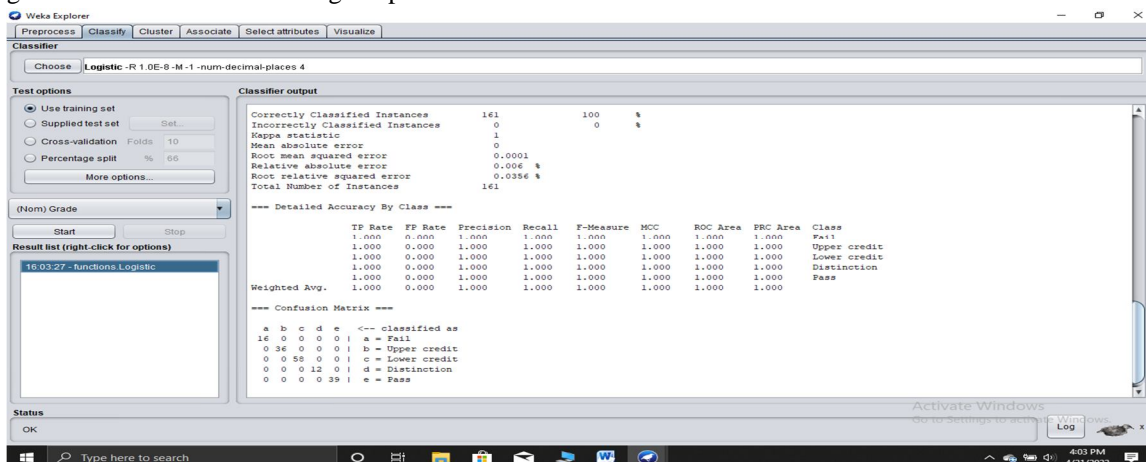 Weka Explorer
Preprocess Classify Cluster Associate Select attributes Visualize
Classifier
Choose Logistic -R 1.0E-8 -M -1 -num-decimal-places 4
Test options
Use training set
Supplied test set Set...
Cross-validation Folds 10
Percentage split % 66
More options...
(Nom) Grade
Start Stop
Result list (right-click for options)
16:03:27 - functions.Logistic
Classifier output
Correctly Classified Instances 161 100 %
Incorrectly Classified Instances 0 0 %
Kappa statistic 1
Mean absolute error 0
Root mean squared error 0.0001
Relative absolute error 0.006 %
Root relative squared error 0.0356 %
Total Number of Instances 161
=== Detailed Accuracy By Class ===
TP Rate FP Rate Precision Recall F-Measure MCC ROC Area PRC Area Class
1.000 0.000 1.000 1.000 1.000 1.000 1.000 1.000 Fail
1.000 0.000 1.000 1.000 1.000 1.000 1.000 1.000 Upper credit
1.000 0.000 1.000 1.000 1.000 1.000 1.000 1.000 Lower credit
1.000 0.000 1.000 1.000 1.000 1.000 1.000 1.000 Distinction
1.000 0.000 1.000 1.000 1.000 1.000 1.000 1.000 Pass
Weighted Avg. 1.000 0.000 1.000 1.000 1.000 1.000 1.000 1.000
=== Confusion Matrix ===
a b c d e <-- classified as
16 0 0 0 0 | a = Fail
0 36 0 0 0 | b = Upper credit
0 0 58 0 0 | c = Lower credit
0 0 0 12 0 | d = Distinction
0 0 0 0 39 | e = Pass
Activate Windows
Go to Settings to activate Windows.
Status
OK
Log x 0
Type here to search
4:03 PM